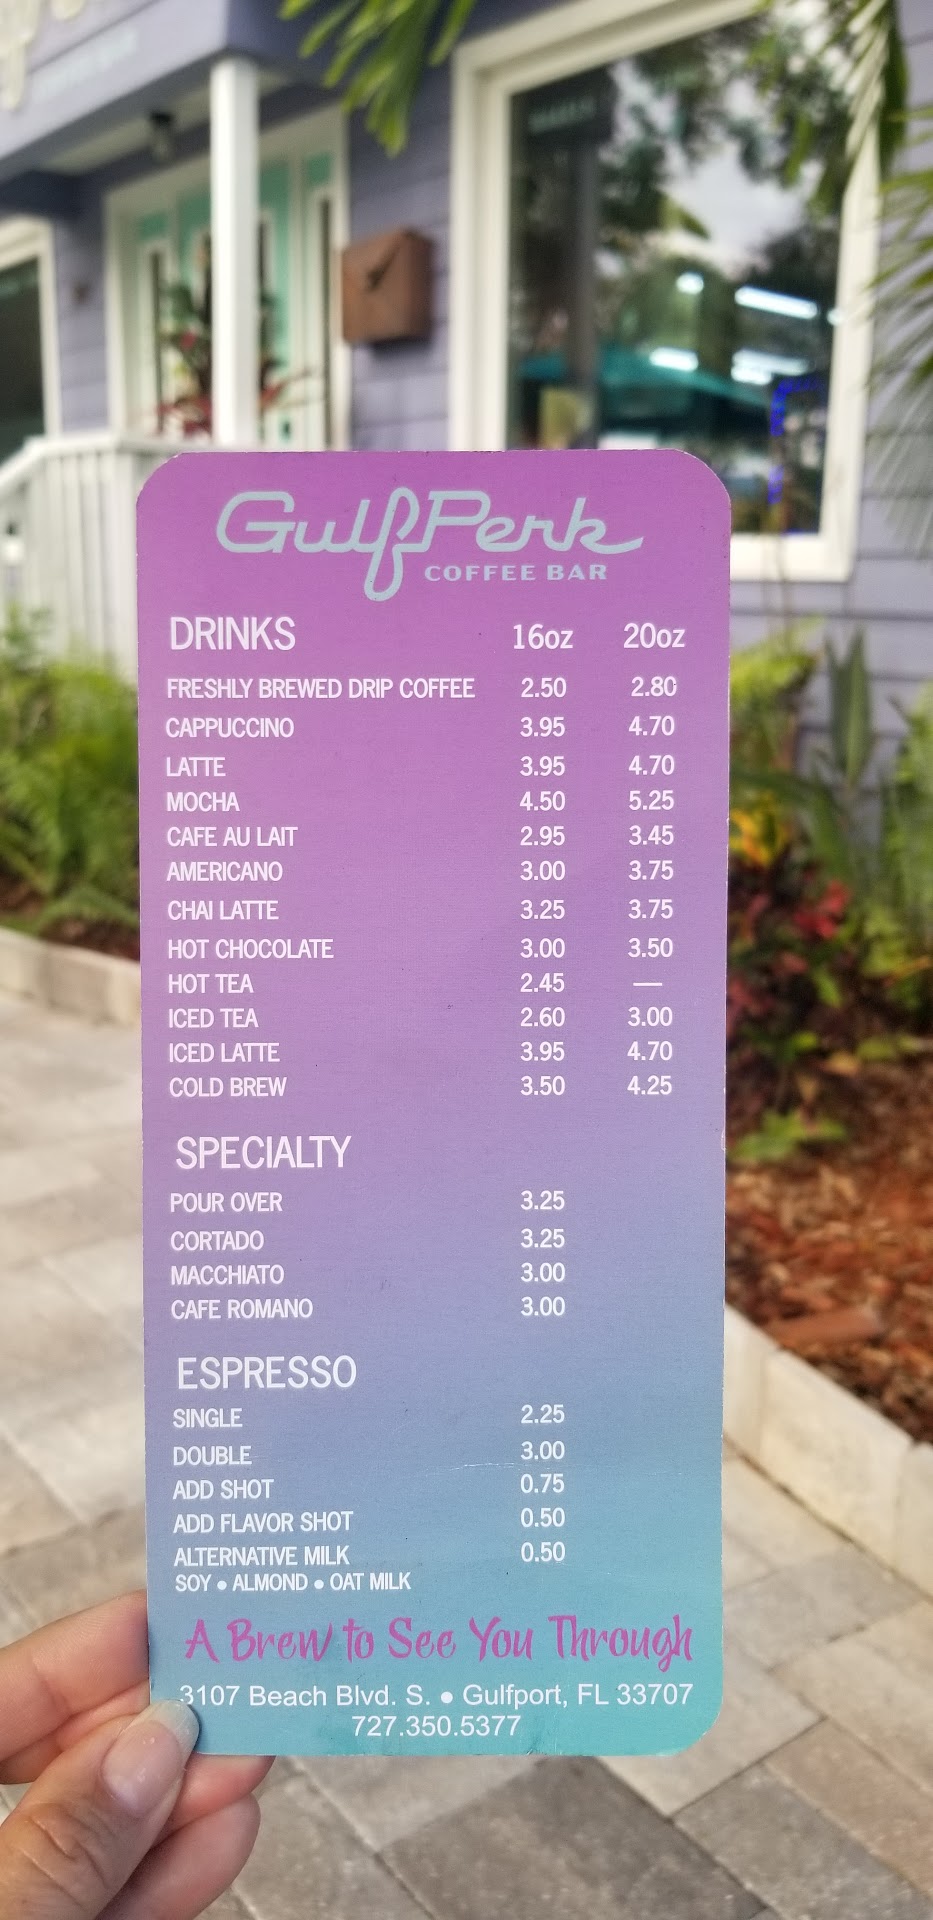 GulfPerk
COFFEE BAR
DRINKS 16oz 20oz
FRESHLY BREWED DRIP COFFEE 2.50 2.80
CAPPUCCINO 3.95 4.70
LATTE 3.95 4.70
MOCHA 4.50 5.25
CAFE AU LAIT 2.95 3.45
AMERICANO 3.00 3.75
CHAI LATTE 3.25 3.75
HOT CHOCOLATE 3.00 3.50
HOT TEA 2.45 —
ICED TEA 2.60 3.00
ICED LATTE 3.95 4.70
COLD BREW 3.50 4.25
SPECIALTY
POUR OVER 3.25
CORTADO 3.25
MACCHIATO 3.00
CAFE ROMANO 3.00
ESPRESSO
SINGLE 2.25
DOUBLE 3.00
ADD SHOT 0.75
ADD FLAVOR SHOT 0.50
ALTERNATIVE MILK 0.50
SOY • ALMOND • OAT MILK
A Brew to See You Through
3107 Beach Blvd. S. • Gulfport, FL 33707
727.350.5377